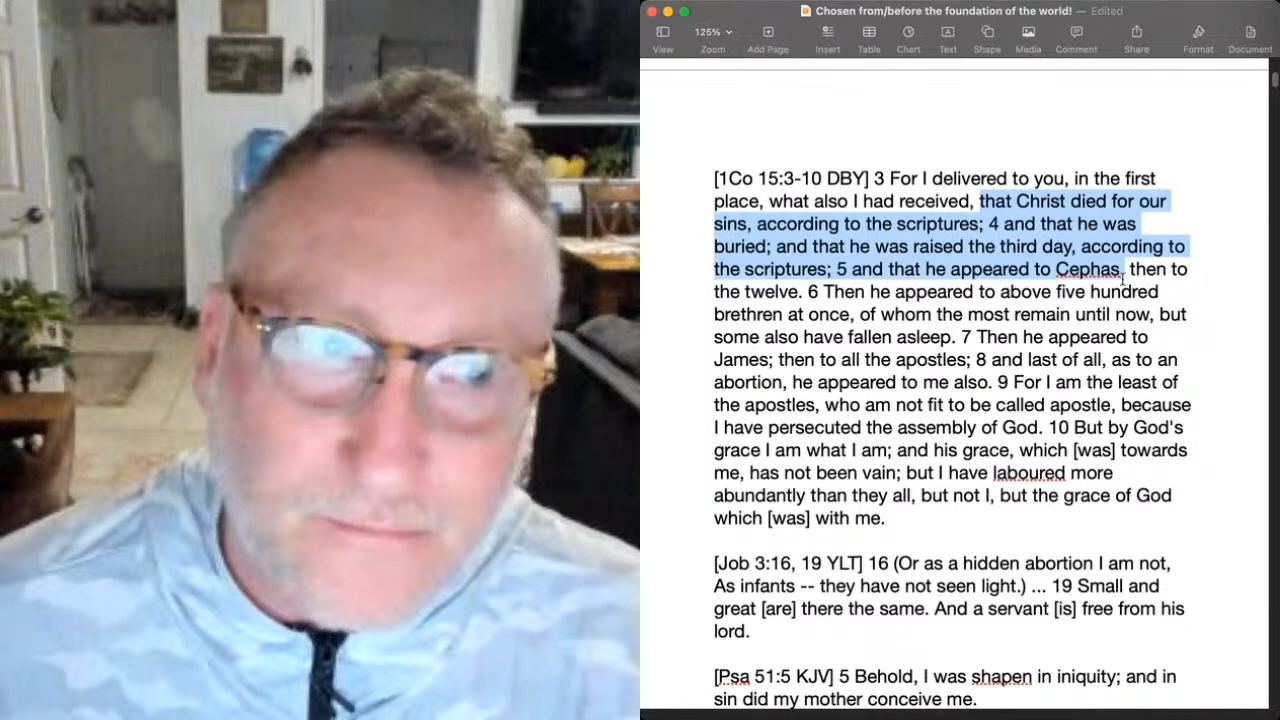 Chosen from/before the foundation of the world! — Edited
125%
View Zoom Add Page Insert Table Chart Text Shape Media Comment Share Format Document
[1Co 15:3-10 DBY] 3 For I delivered to you, in the first
place, what also I had received, that Christ died for our
sins, according to the scriptures; 4 and that he was
buried; and that he was raised the third day, according to
the scriptures; 5 and that he appeared to Cephas, then to
the twelve. 6 Then he appeared to above five hundred
brethren at once, of whom the most remain until now, but
some also have fallen asleep. 7 Then he appeared to
James; then to all the apostles; 8 and last of all, as to an
abortion, he appeared to me also. 9 For I am the least of
the apostles, who am not fit to be called apostle, because
I have persecuted the assembly of God. 10 But by God's
grace I am what I am; and his grace, which [was] towards
me, has not been vain; but I have laboured more
abundantly than they all, but not I, but the grace of God
which [was] with me.
[Job 3:16, 19 YLT] 16 (Or as a hidden abortion I am not,
As infants -- they have not seen light.) ... 19 Small and
great [are] there the same. And a servant [is] free from his
lord.
[Psa 51:5 KJV] 5 Behold, I was shapen in iniquity; and in
sin did my mother conceive me.